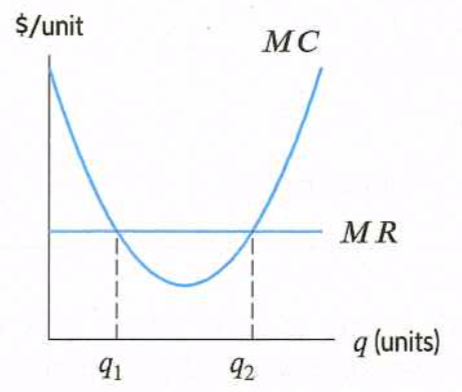 $/unit
MC
MR
q (units)
q₁
q₂